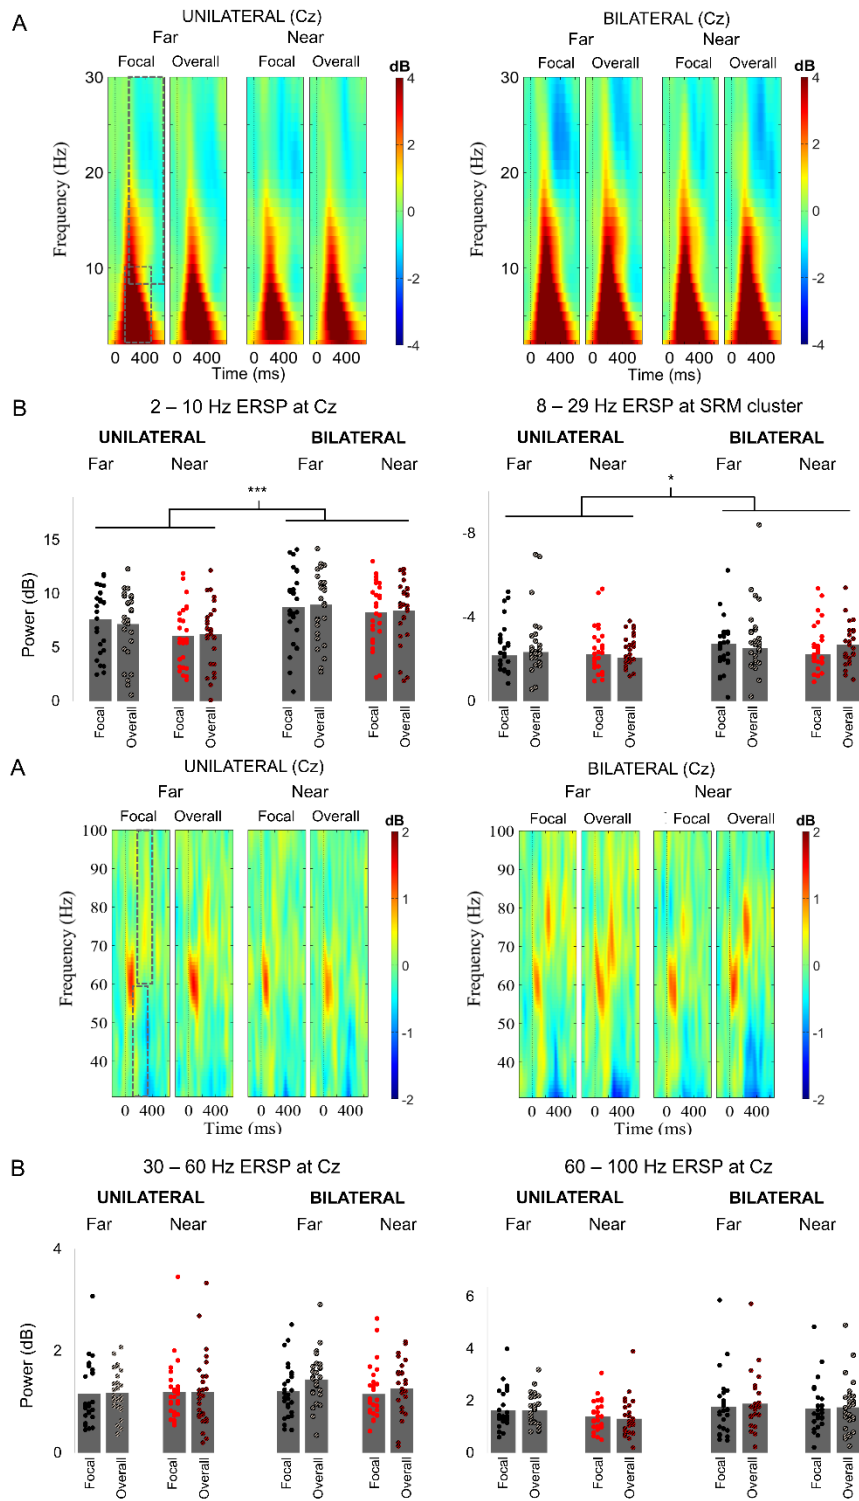 A
UNILATERAL (Cz)
BILATERAL (Cz)
Far Near
Far Near
Focal Overall Focal Overall dB
Focal Overall Focal Overall dB
Frequency (Hz)
30
20
10
4
2
0
-2
-4
Frequency (Hz)
30
20
10
4
2
0
-2
-4
0 400 0 400 0 400 0 400
Time (ms)
0 400 0 400 0 400 0 400
Time (ms)
B
2 – 10 Hz ERSP at Cz
8 – 29 Hz ERSP at SRM cluster
UNILATERAL BILATERAL
UNILATERAL BILATERAL
Far Near Far Near
Far Near Far Near
***
*
Power (dB)
15
10
5
0
-8
-4
-0
Focal Overall Focal Overall Focal Overall Focal Overall
Focal Overall Focal Overall Focal Overall Focal Overall
A
UNILATERAL (Cz)
BILATERAL (Cz)
Far Near
Far Near
Focal Overall Focal Overall dB
Focal Overall Focal Overall dB
Frequency (Hz)
100
90
80
70
60
50
40
2
1
0
-1
-2
Frequency (Hz)
100
90
80
70
60
50
40
2
1
0
-1
-2
0 400 0 400 0 400 0 400
Time (ms)
0 400 0 400 0 400 0 400
Time (ms)
B
30 – 60 Hz ERSP at Cz
60 – 100 Hz ERSP at Cz
UNILATERAL BILATERAL
UNILATERAL BILATERAL
Far Near Far Near
Far Near Far Near
Power (dB)
4
2
0
6
4
2
0
Focal Overall Focal Overall Focal Overall Focal Overall
Focal Overall Focal Overall Focal Overall Focal Overall